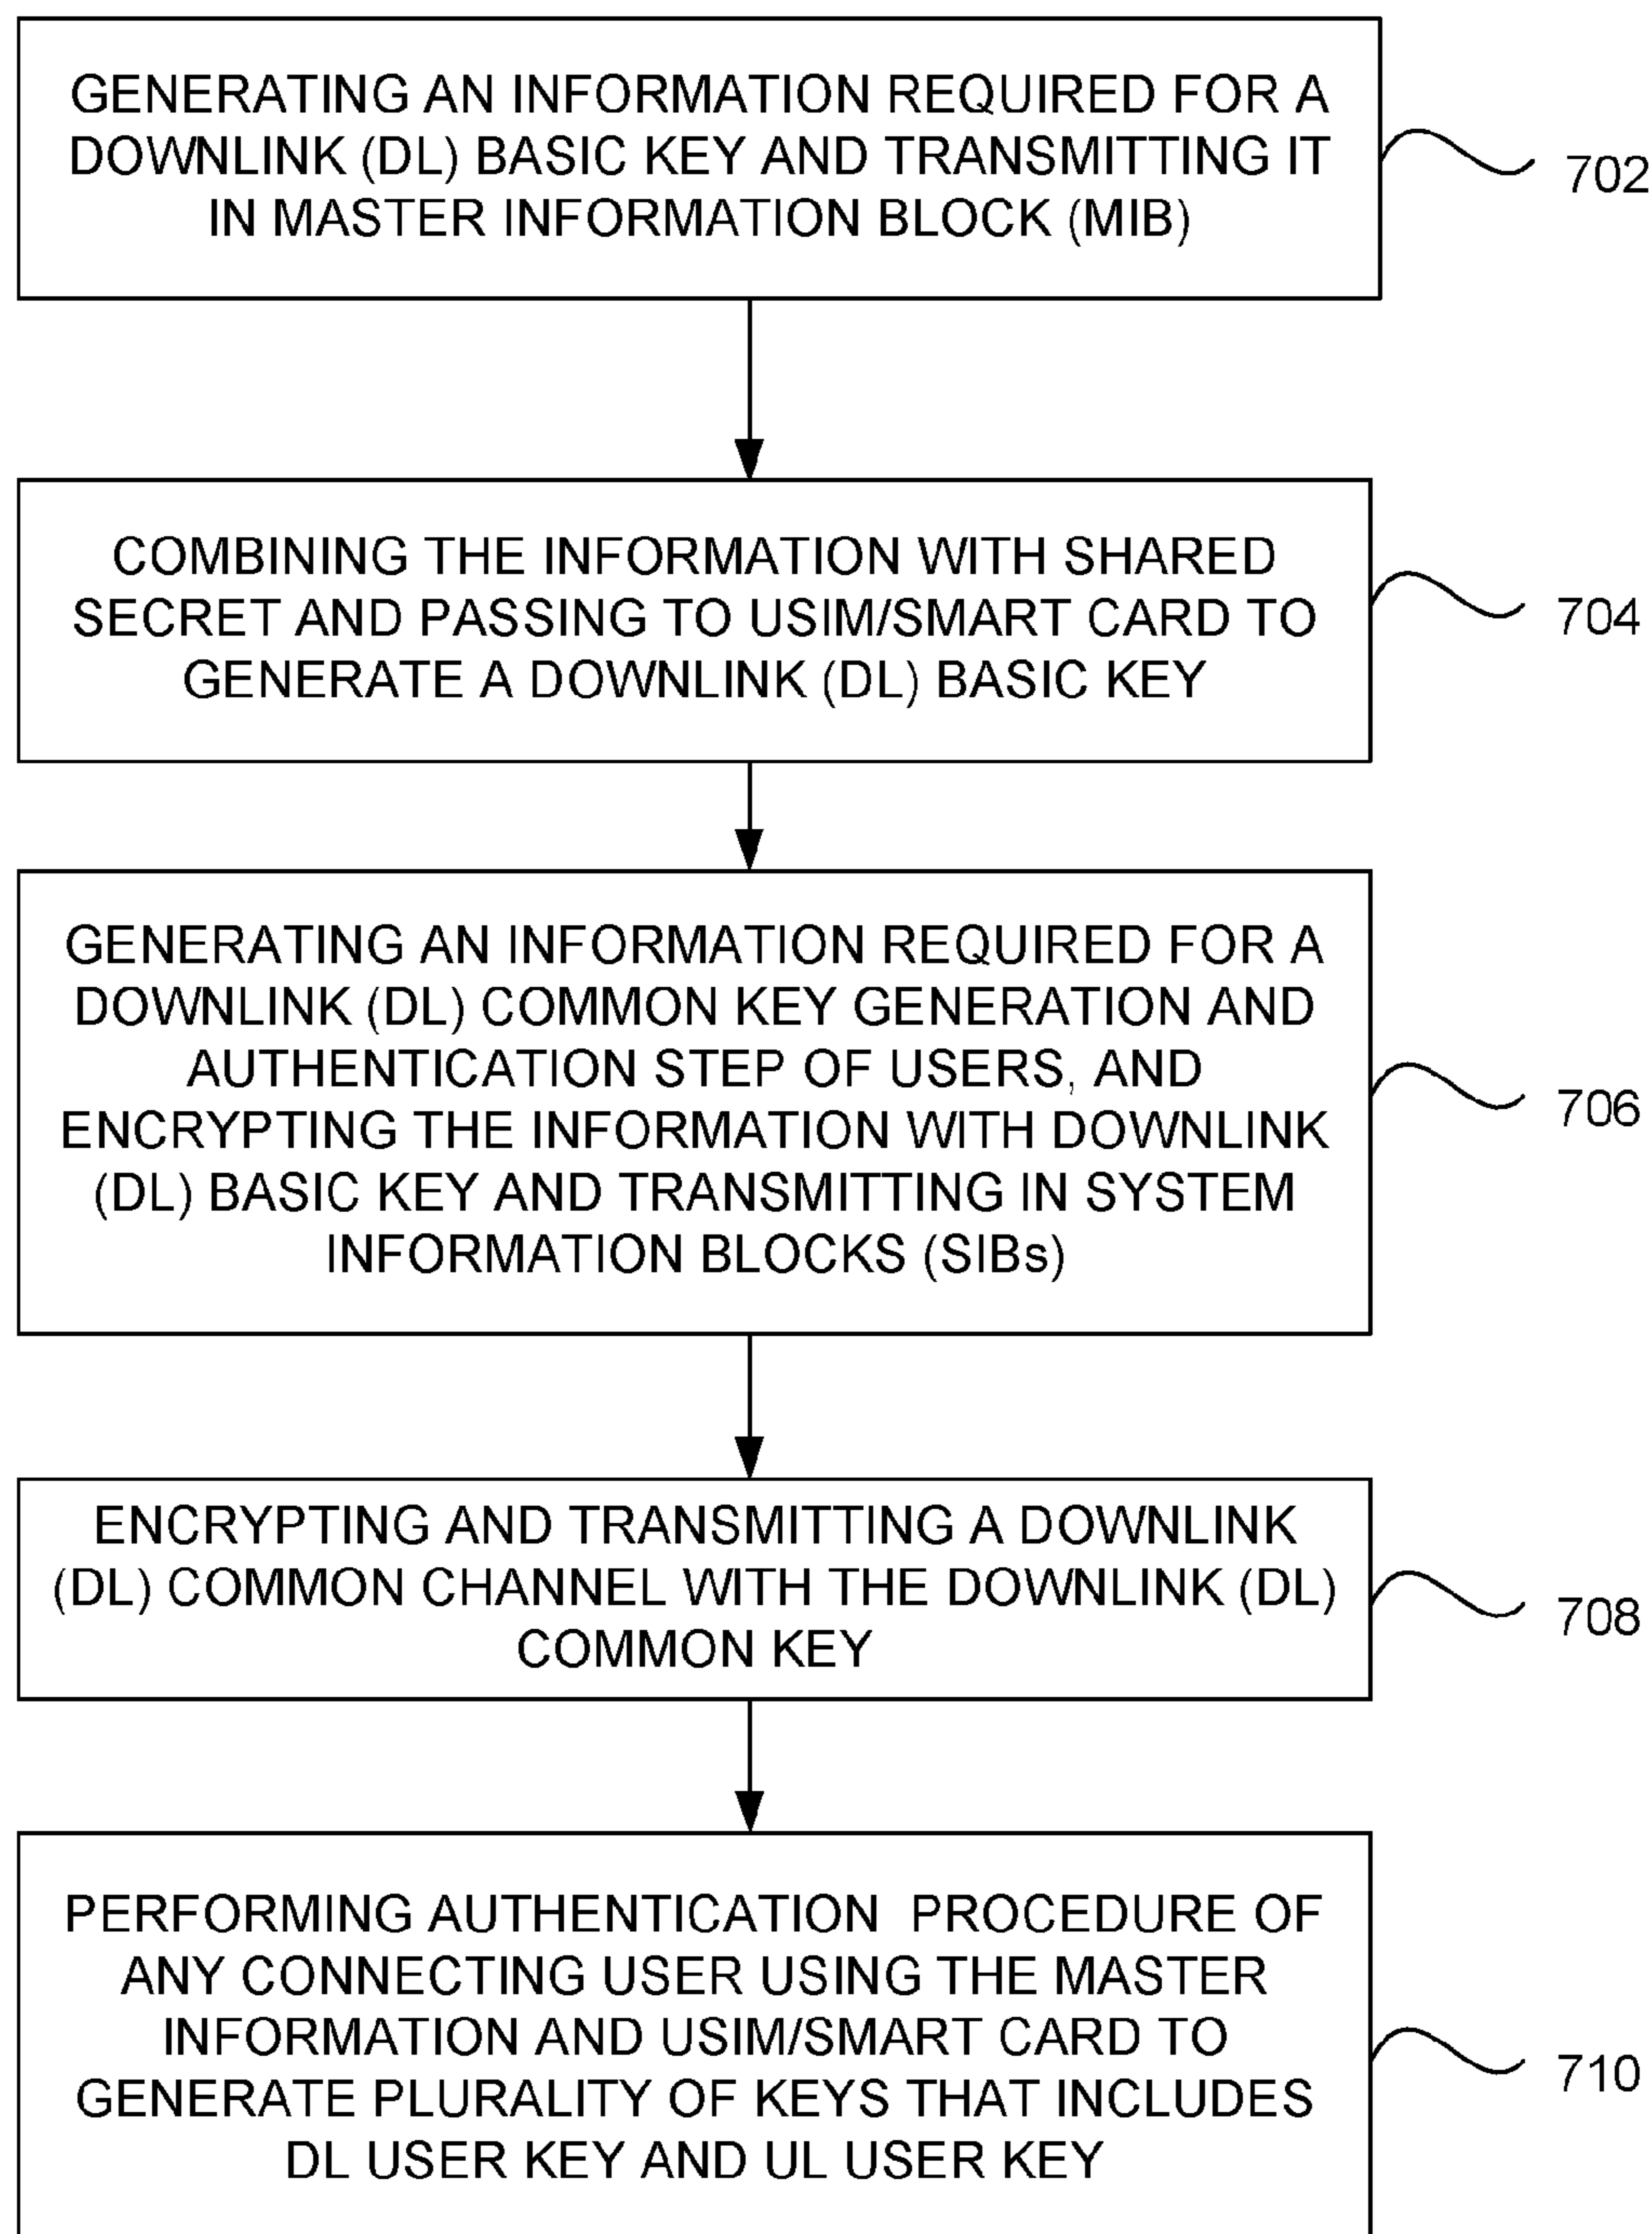 GENERATING AN INFORMATION REQUIRED FOR A
DOWNLINK (DL) BASIC KEY AND TRANSMITTING IT
IN MASTER INFORMATION BLOCK (MIB)
702
COMBINING THE INFORMATION WITH SHARED
SECRET AND PASSING TO USIM/SMART CARD TO
GENERATE A DOWNLINK (DL) BASIC KEY
704
GENERATING AN INFORMATION REQUIRED FOR A
DOWNLINK (DL) COMMON KEY GENERATION AND
AUTHENTICATION STEP OF USERS, AND
ENCRYPTING THE INFORMATION WITH DOWNLINK
(DL) BASIC KEY AND TRANSMITTING IN SYSTEM
INFORMATION BLOCKS (SIBs)
706
ENCRYPTING AND TRANSMITTING A DOWNLINK
(DL) COMMON CHANNEL WITH THE DOWNLINK (DL)
COMMON KEY
708
PERFORMING AUTHENTICATION PROCEDURE OF
ANY CONNECTING USER USING THE MASTER
INFORMATION AND USIM/SMART CARD TO
GENERATE PLURALITY OF KEYS THAT INCLUDES
DL USER KEY AND UL USER KEY
710